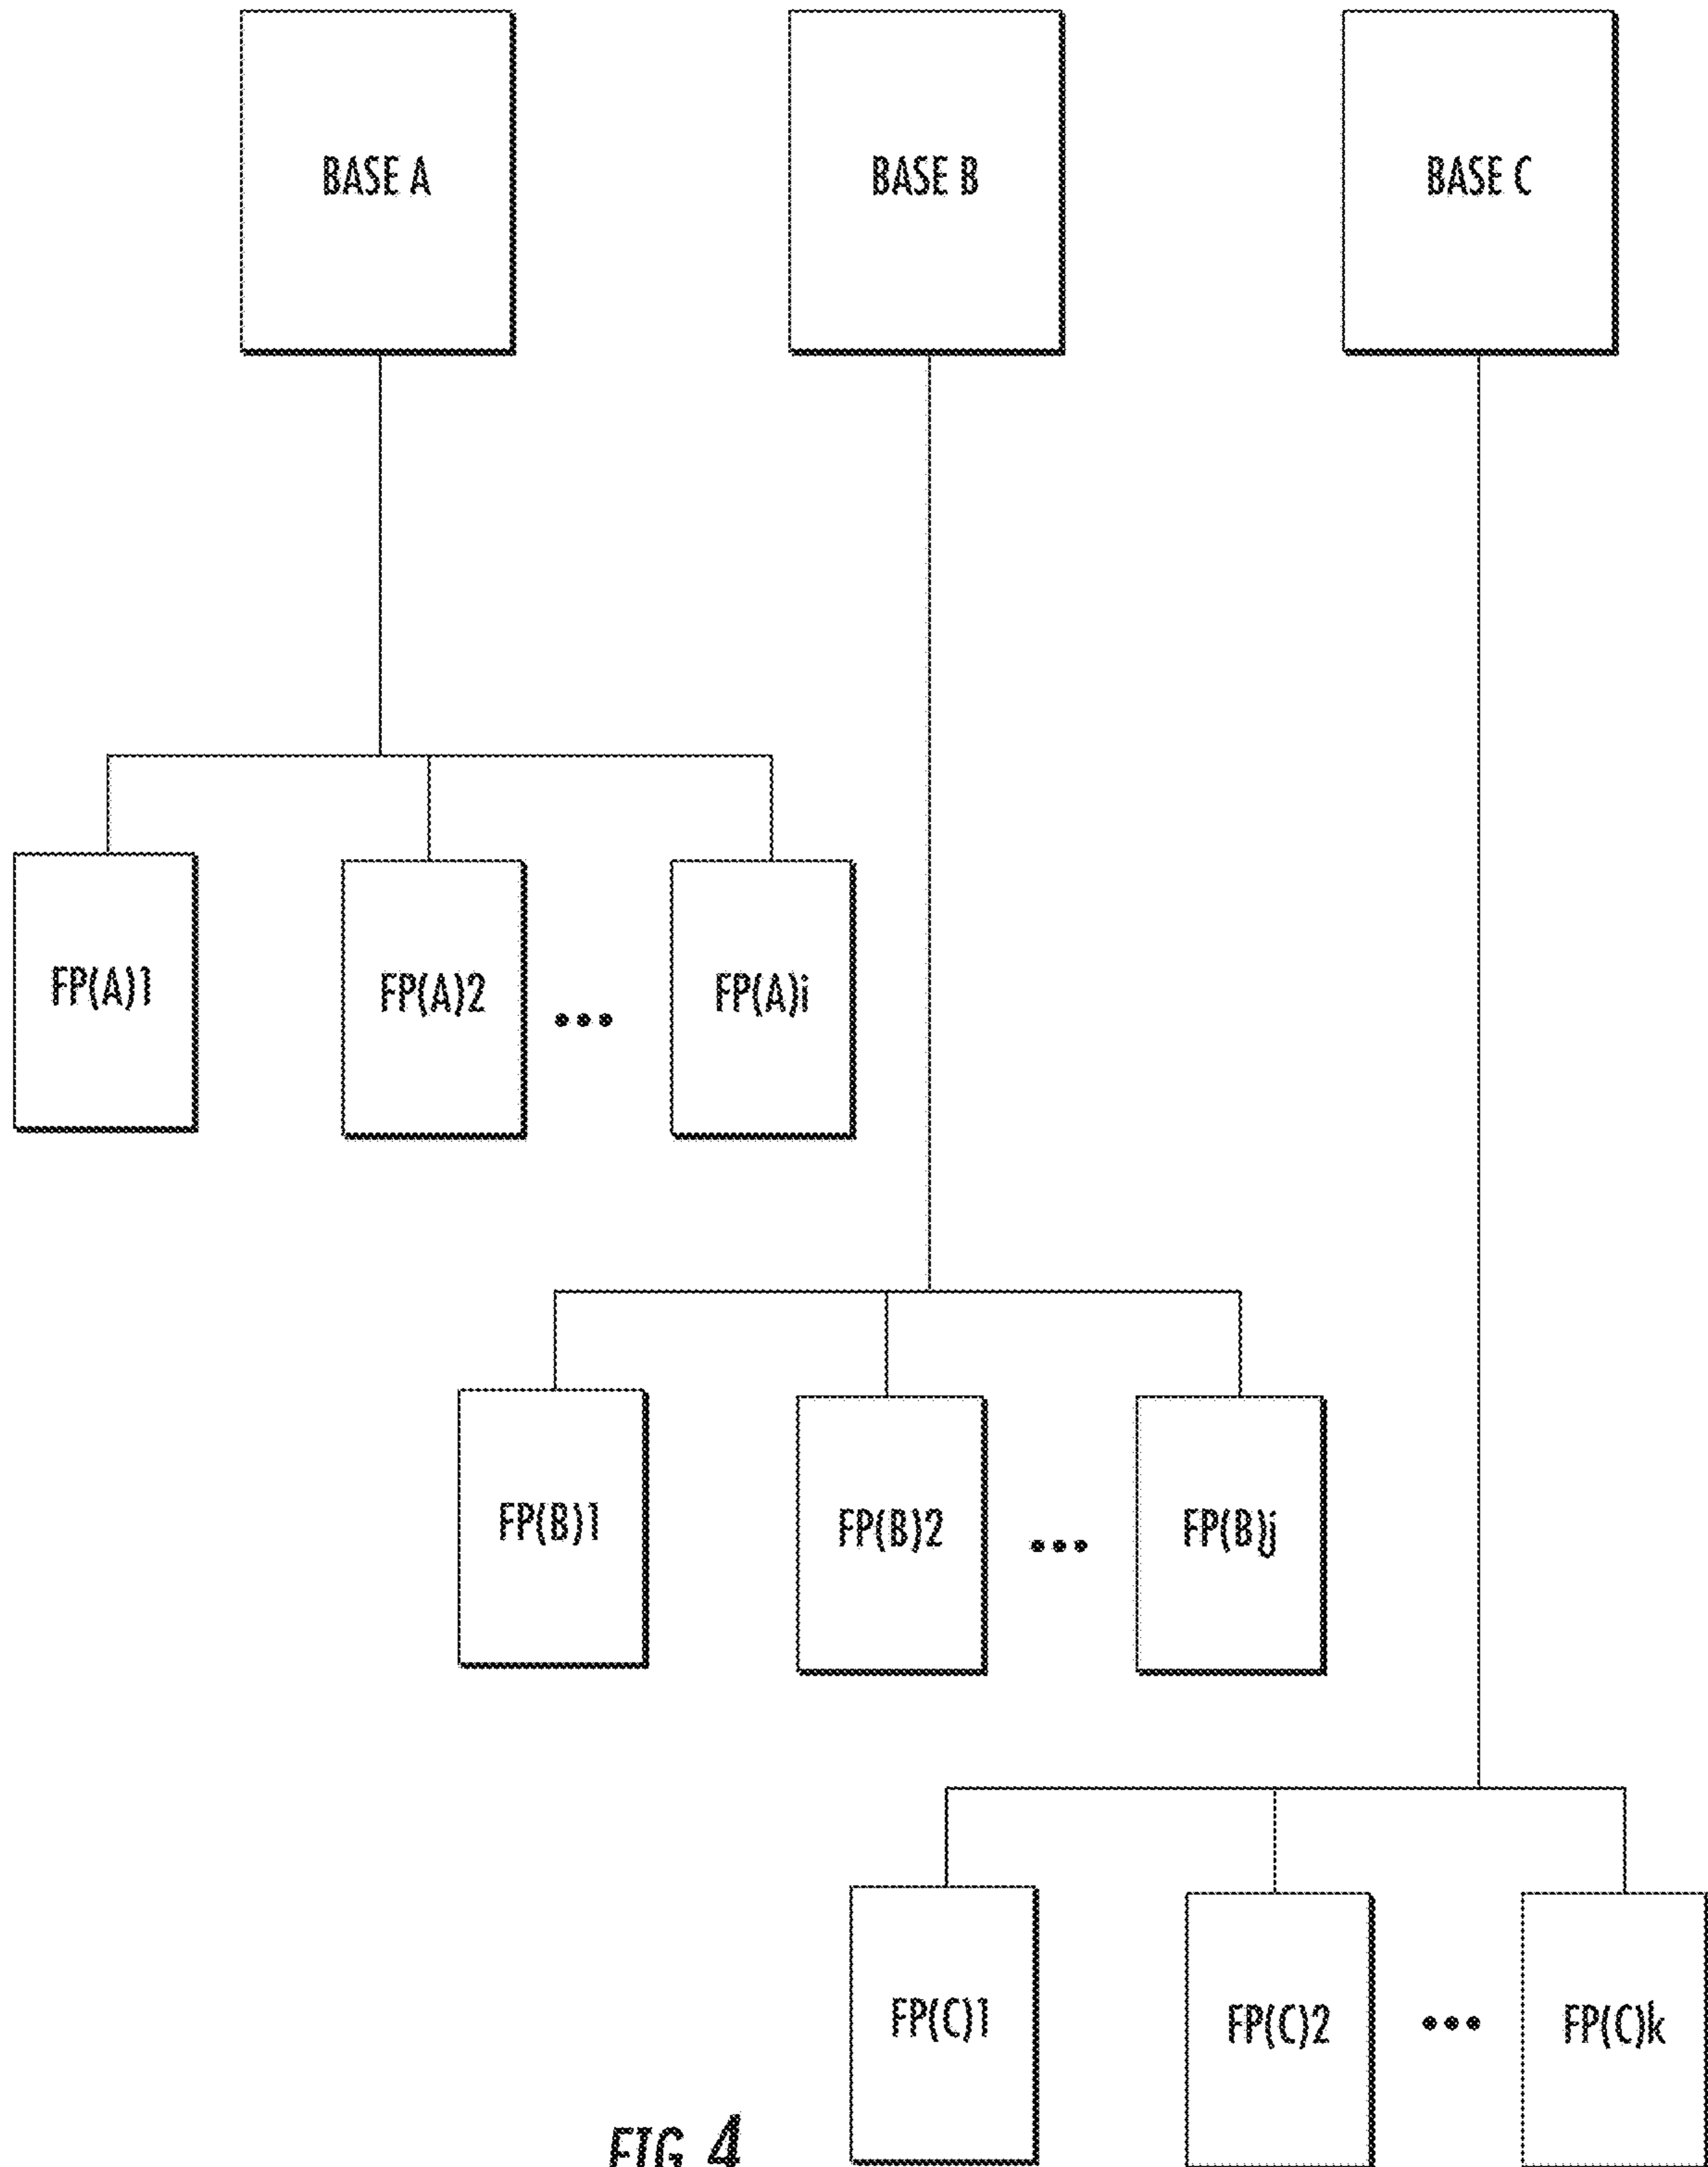 BASE A
BASE B
BASE C
FP(A)1
FP(A)2
...
FP(A)i
FP(B)1
FP(B)2
...
FP(B)j
FP(C)1
FP(C)2
...
FP(C)k
FIG. 4